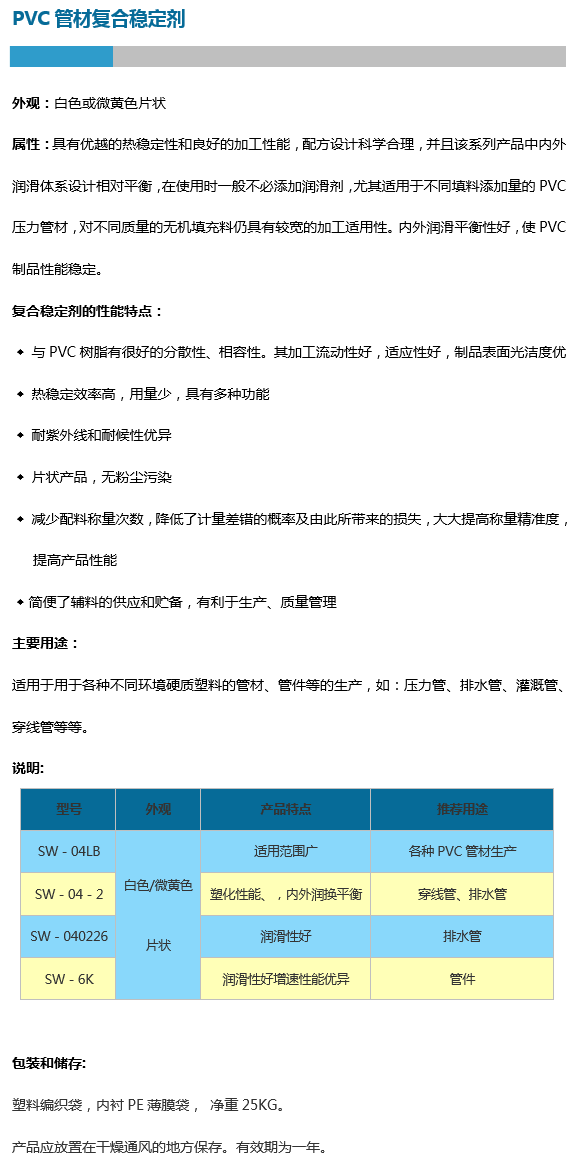 PVC 管材复合稳定剂
外观：白色或微黄色片状
属性：具有优越的热稳定性和良好的加工性能，配方设计科学合理，并且该系列产品中内外
润滑体系设计相对平衡，在使用时一般不必添加润滑剂，尤其适用于不同填料添加量的 PVC
压力管材，对不同质量的无机填充料仍具有较宽的加工适用性。内外润滑平衡性好，使 PVC
制品性能稳定。
复合稳定剂的性能特点：
◆ 与 PVC 树脂有很好的分散性、相容性。其加工流动性好，适应性好，制品表面光洁度优
◆ 热稳定效率高，用量少，具有多种功能
◆ 耐紫外线和耐候性优异
◆ 片状产品，无粉尘污染
◆ 减少配料称量次数，降低了计量差错的概率及由此所带来的损失，大大提高称量精准度，
提高产品性能
◆简便了辅料的供应和贮备，有利于生产、质量管理
主要用途：
适用于用于各种不同环境硬质塑料的管材、管件等的生产，如：压力管、排水管、灌溉管、
穿线管等等。
说明:
型号 外观 产品特点 推荐用途
SW - 04LB 适用范围广 各种 PVC 管材生产
白色/微黄色
SW - 04 - 2 塑化性能、，内外润换平衡 穿线管、排水管
SW - 040226 润滑性好 排水管
片状
SW - 6K 润滑性好增速性能优异 管件
包装和储存:
塑料编织袋，内衬 PE 薄膜袋， 净重 25KG。
产品应放置在干燥通风的地方保存。有效期为一年。